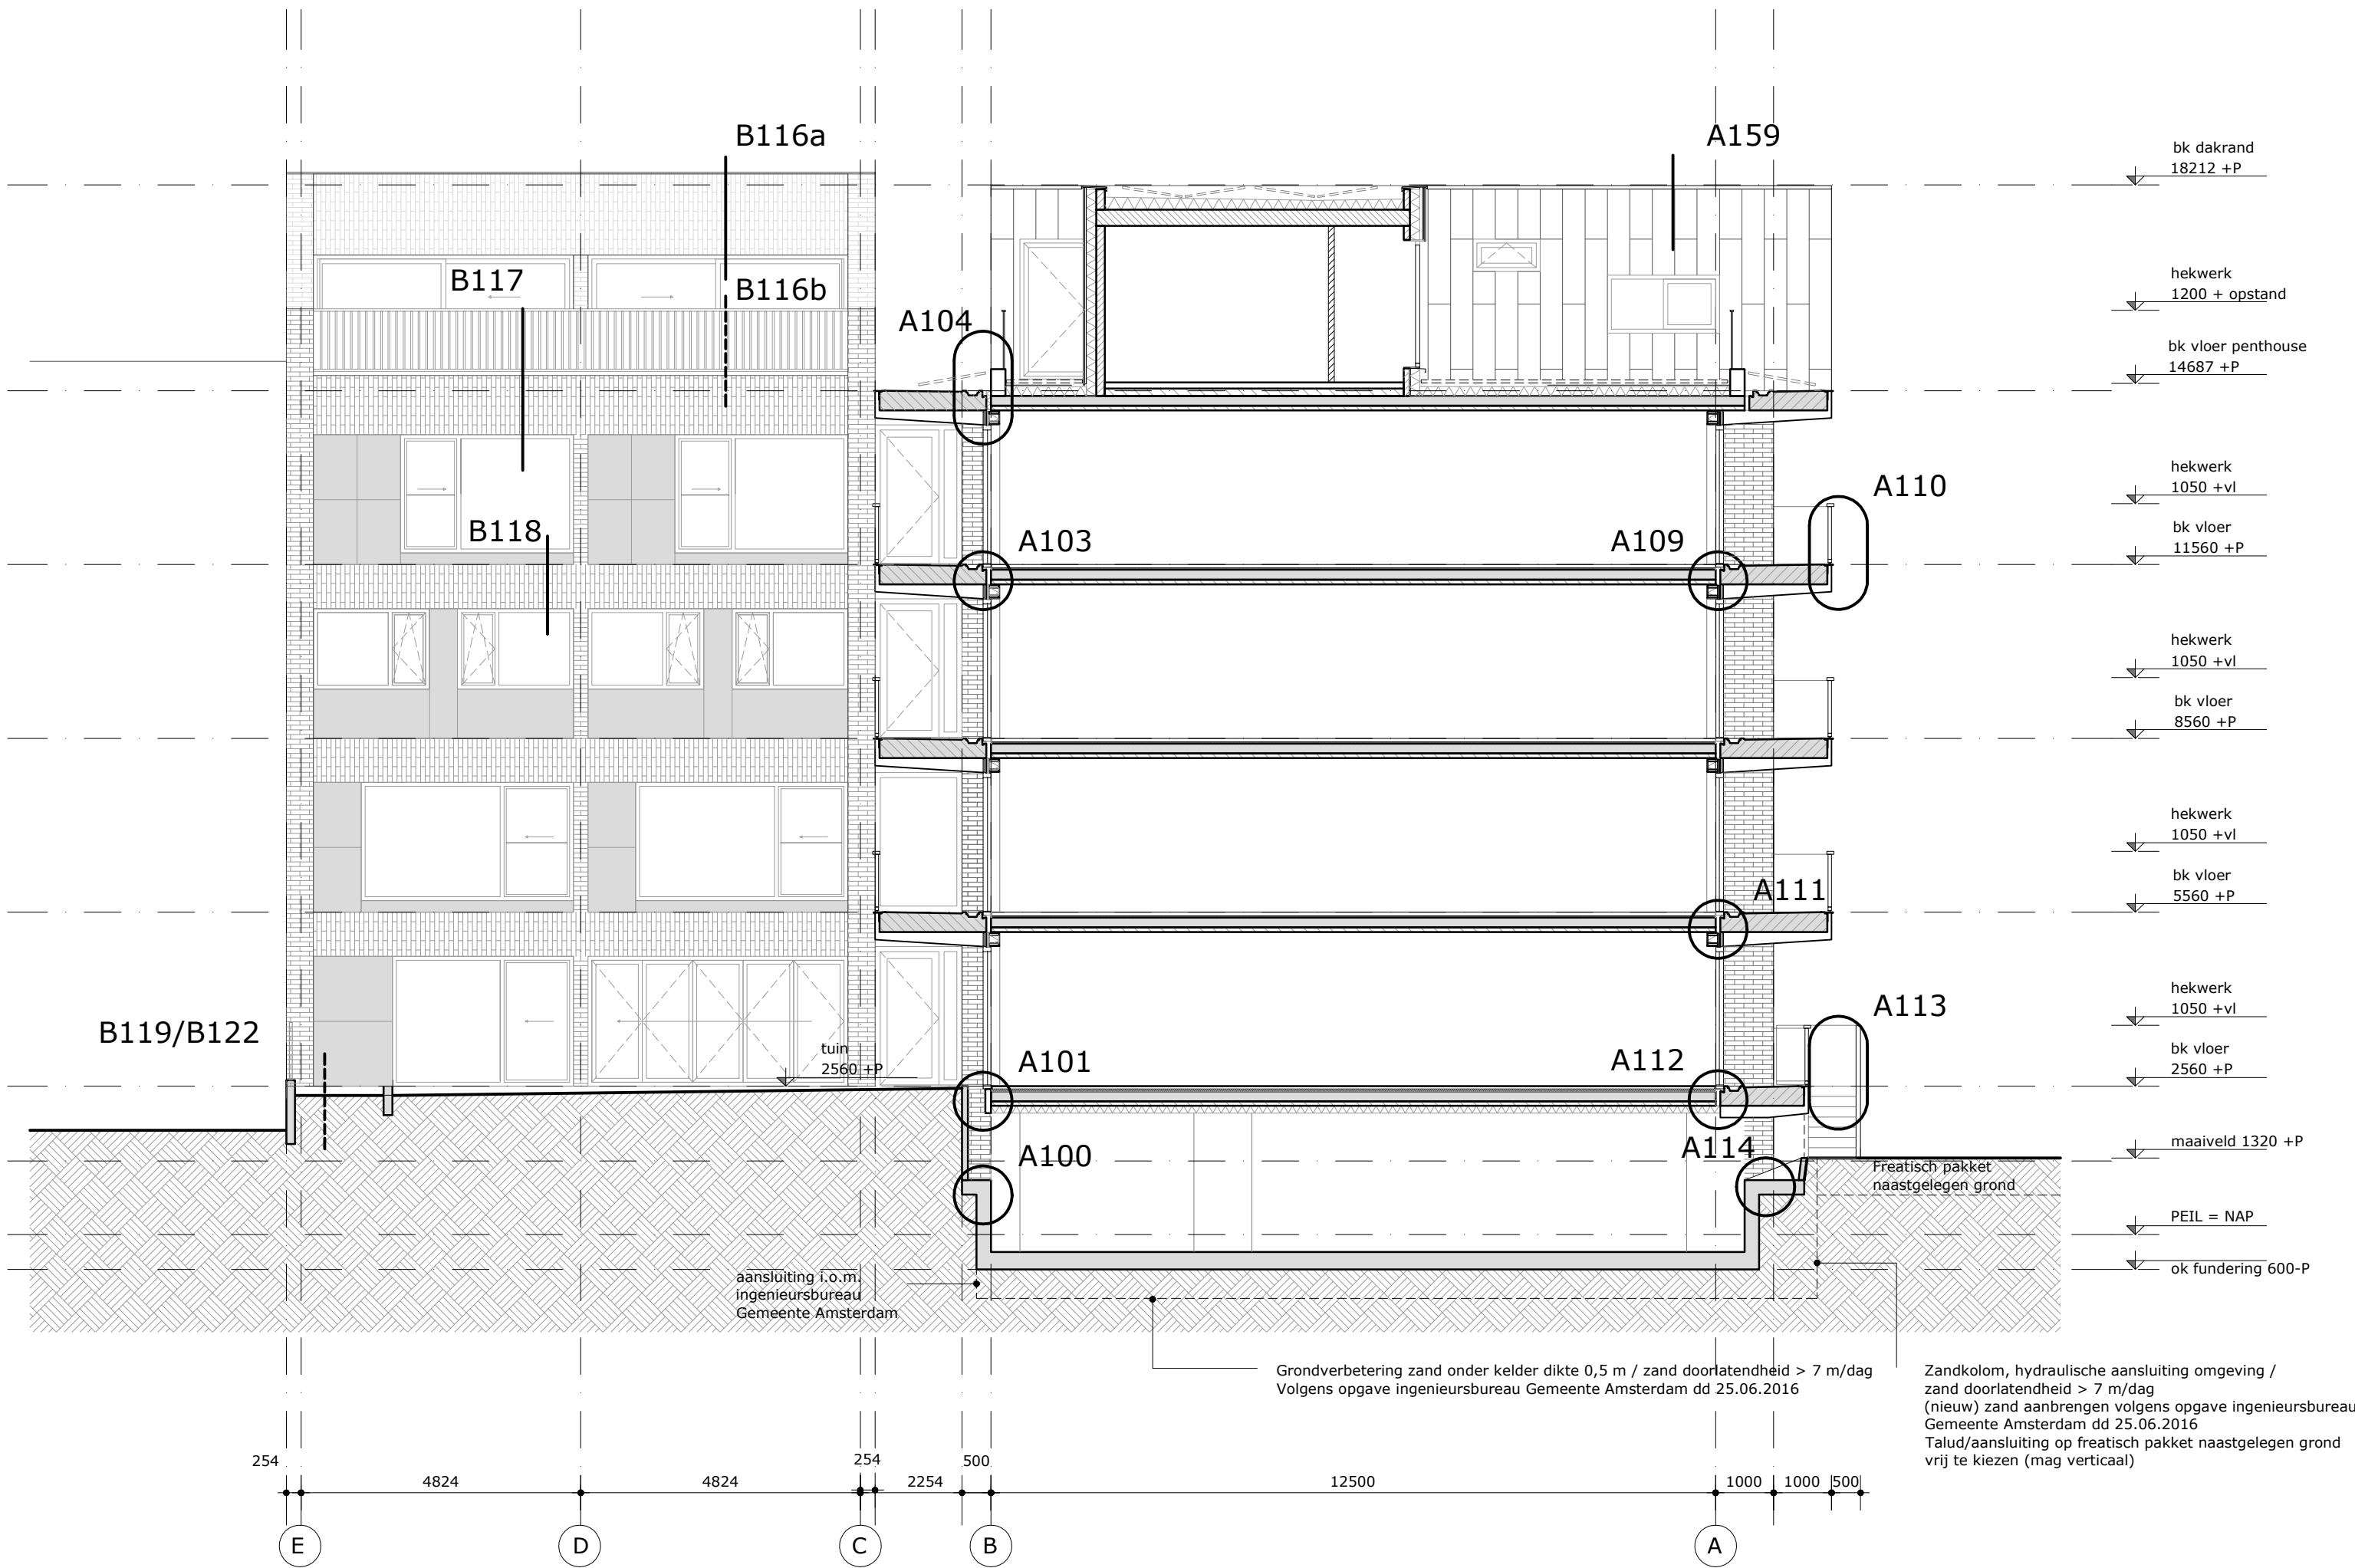 B116a
A159
bk dakrand
18212 +P
B117
B116b
hekwerk
1200 + opstand
A104
bk vloer penthouse
14687 +P
hekwerk
1050 +vl
A110
B118
A103
A109
bk vloer
11560 +P
hekwerk
1050 +vl
bk vloer
8560 +P
hekwerk
1050 +vl
bk vloer
5560 +P
A111
hekwerk
1050 +vl
A113
B119/B122
tuin
2560 +P
A101
A112
bk vloer
2560 +P
A100
A114
maaiveld 1320 +P
Freatisch pakket
naastgelegen grond
PEIL = NAP
ok fundering 600-P
aansluiting i.o.m.
ingenieursbureau
Gemeente Amsterdam
Grondverbetering zand onder kelder dikte 0,5 m / zand doorlatendheid > 7 m/dag
Volgens opgave ingenieursbureau Gemeente Amsterdam dd 25.06.2016
Zandkolom, hydraulische aansluiting omgeving /
zand doorlatendheid > 7 m/dag
(nieuw) zand aanbrengen volgens opgave ingenieursbureau
Gemeente Amsterdam dd 25.06.2016
Talud/aansluiting op freatisch pakket naastgelegen grond
vrij te kiezen (mag verticaal)
254
4824
4824
254
2254
500
12500
1000
1000
500
E
D
C
B
A